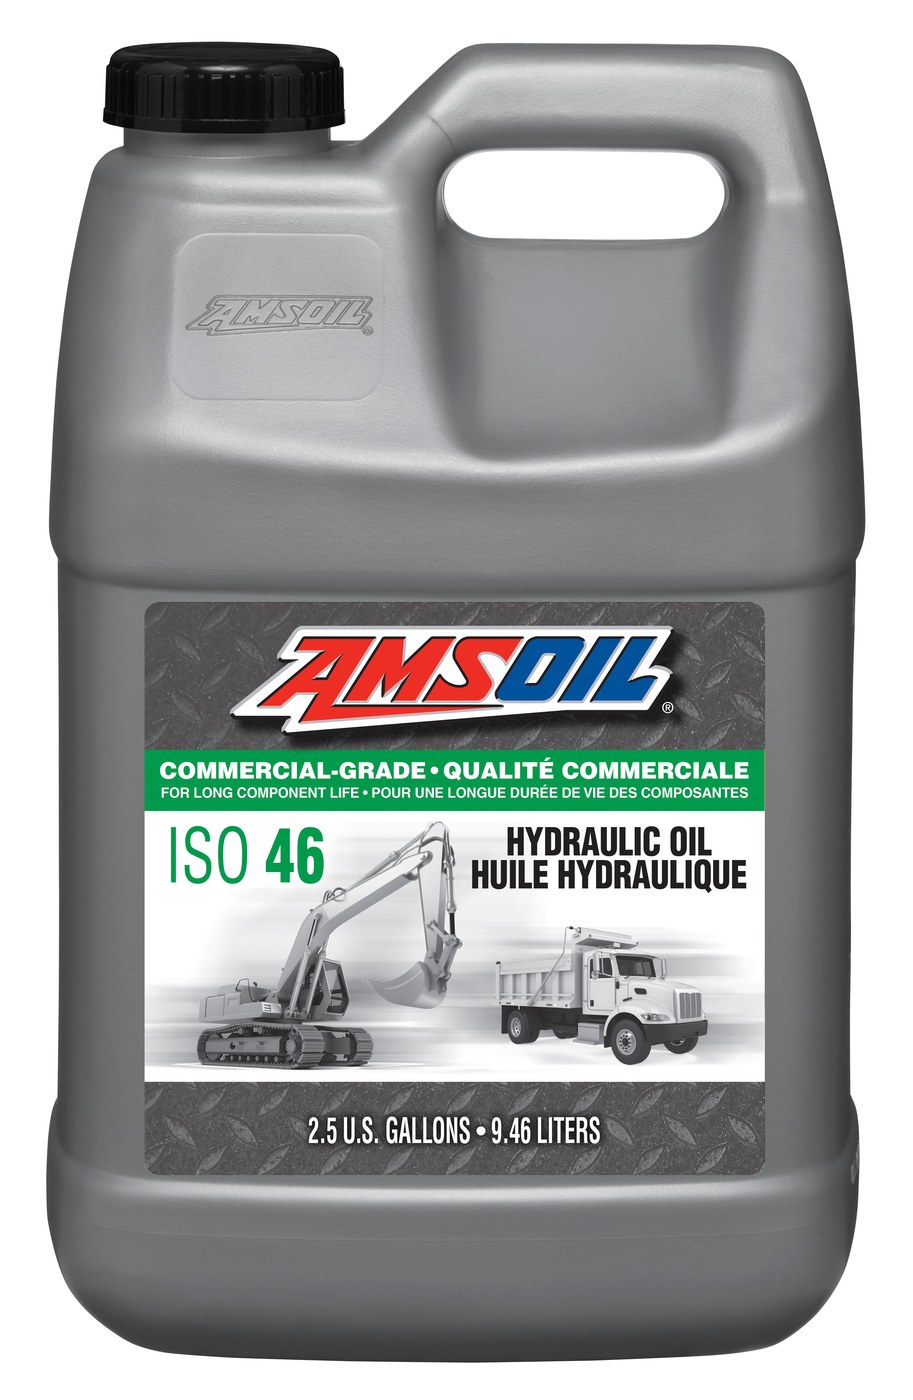 AMSOIL®
AMSOIL®
COMMERCIAL-GRADE • QUALITÉ COMMERCIALE
FOR LONG COMPONENT LIFE • POUR UNE LONGUE DURÉE DE VIE DES COMPOSANTES
ISO 46
HYDRAULIC OIL
HUILE HYDRAULIQUE
2.5 U.S. GALLONS • 9.46 LITERS